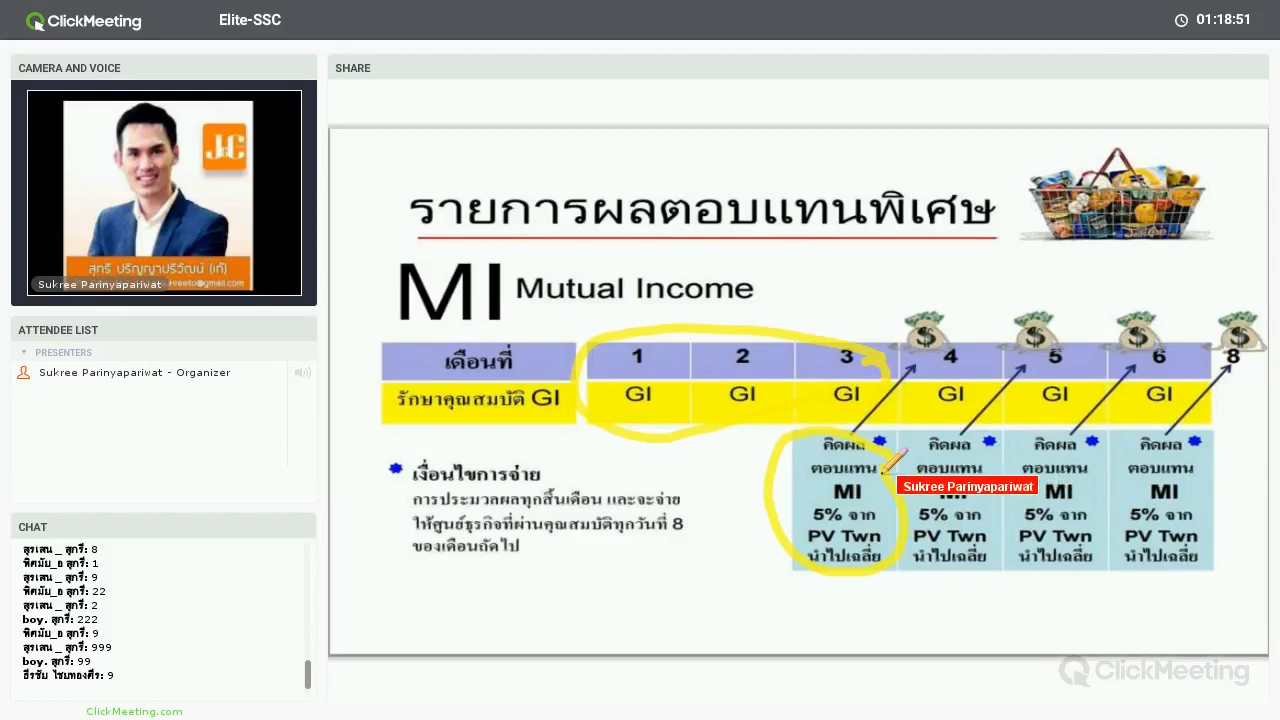 ClickMeeting
Elite-SSC
01:18:51
CAMERA AND VOICE
J&C
สุกรี ปริญญาปริวัฒน์ (เก๋)
Sukree Parinyapariwat
ATTENDEE LIST
PRESENTERS
Sukree Parinyapariwat - Organizer
CHAT
สุรเสน _ สุกรี: 8
พิศมัย_อ สุกรี: 1
สุรเสน _ สุกรี: 9
พิศมัย_อ สุกรี: 22
สุรเสน _ สุกรี: 2
boy. สุกรี: 222
พิศมัย_อ สุกรี: 9
สุรเสน _ สุกรี: 999
boy. สุกรี: 99
ธีรชัย ไชยทองศีร: 9
ClickMeeting.com
SHARE
รายการผลตอบแทนพิเศษ
MI Mutual Income
เดือนที่ 1 2 3 4 5 6 8
รักษาคุณสมบัติ GI GI GI GI GI GI GI
คิดผล คิดผล คิดผล คิดผล
ตอบแทน ตอบแทน ตอบแทน ตอบแทน
MI MI MI MI
5% จาก 5% จาก 5% จาก 5% จาก
PV Twn PV Twn PV Twn PV Twn
นำไปเฉลี่ย นำไปเฉลี่ย นำไปเฉลี่ย นำไปเฉลี่ย
Sukree Parinyapariwat
เงื่อนไขการจ่าย
การประมวลผลทุกสิ้นเดือน และจะจ่าย
ให้ศูนย์ธุรกิจที่ผ่านคุณสมบัติทุกวันที่ 8
ของเดือนถัดไป
ClickMeeting